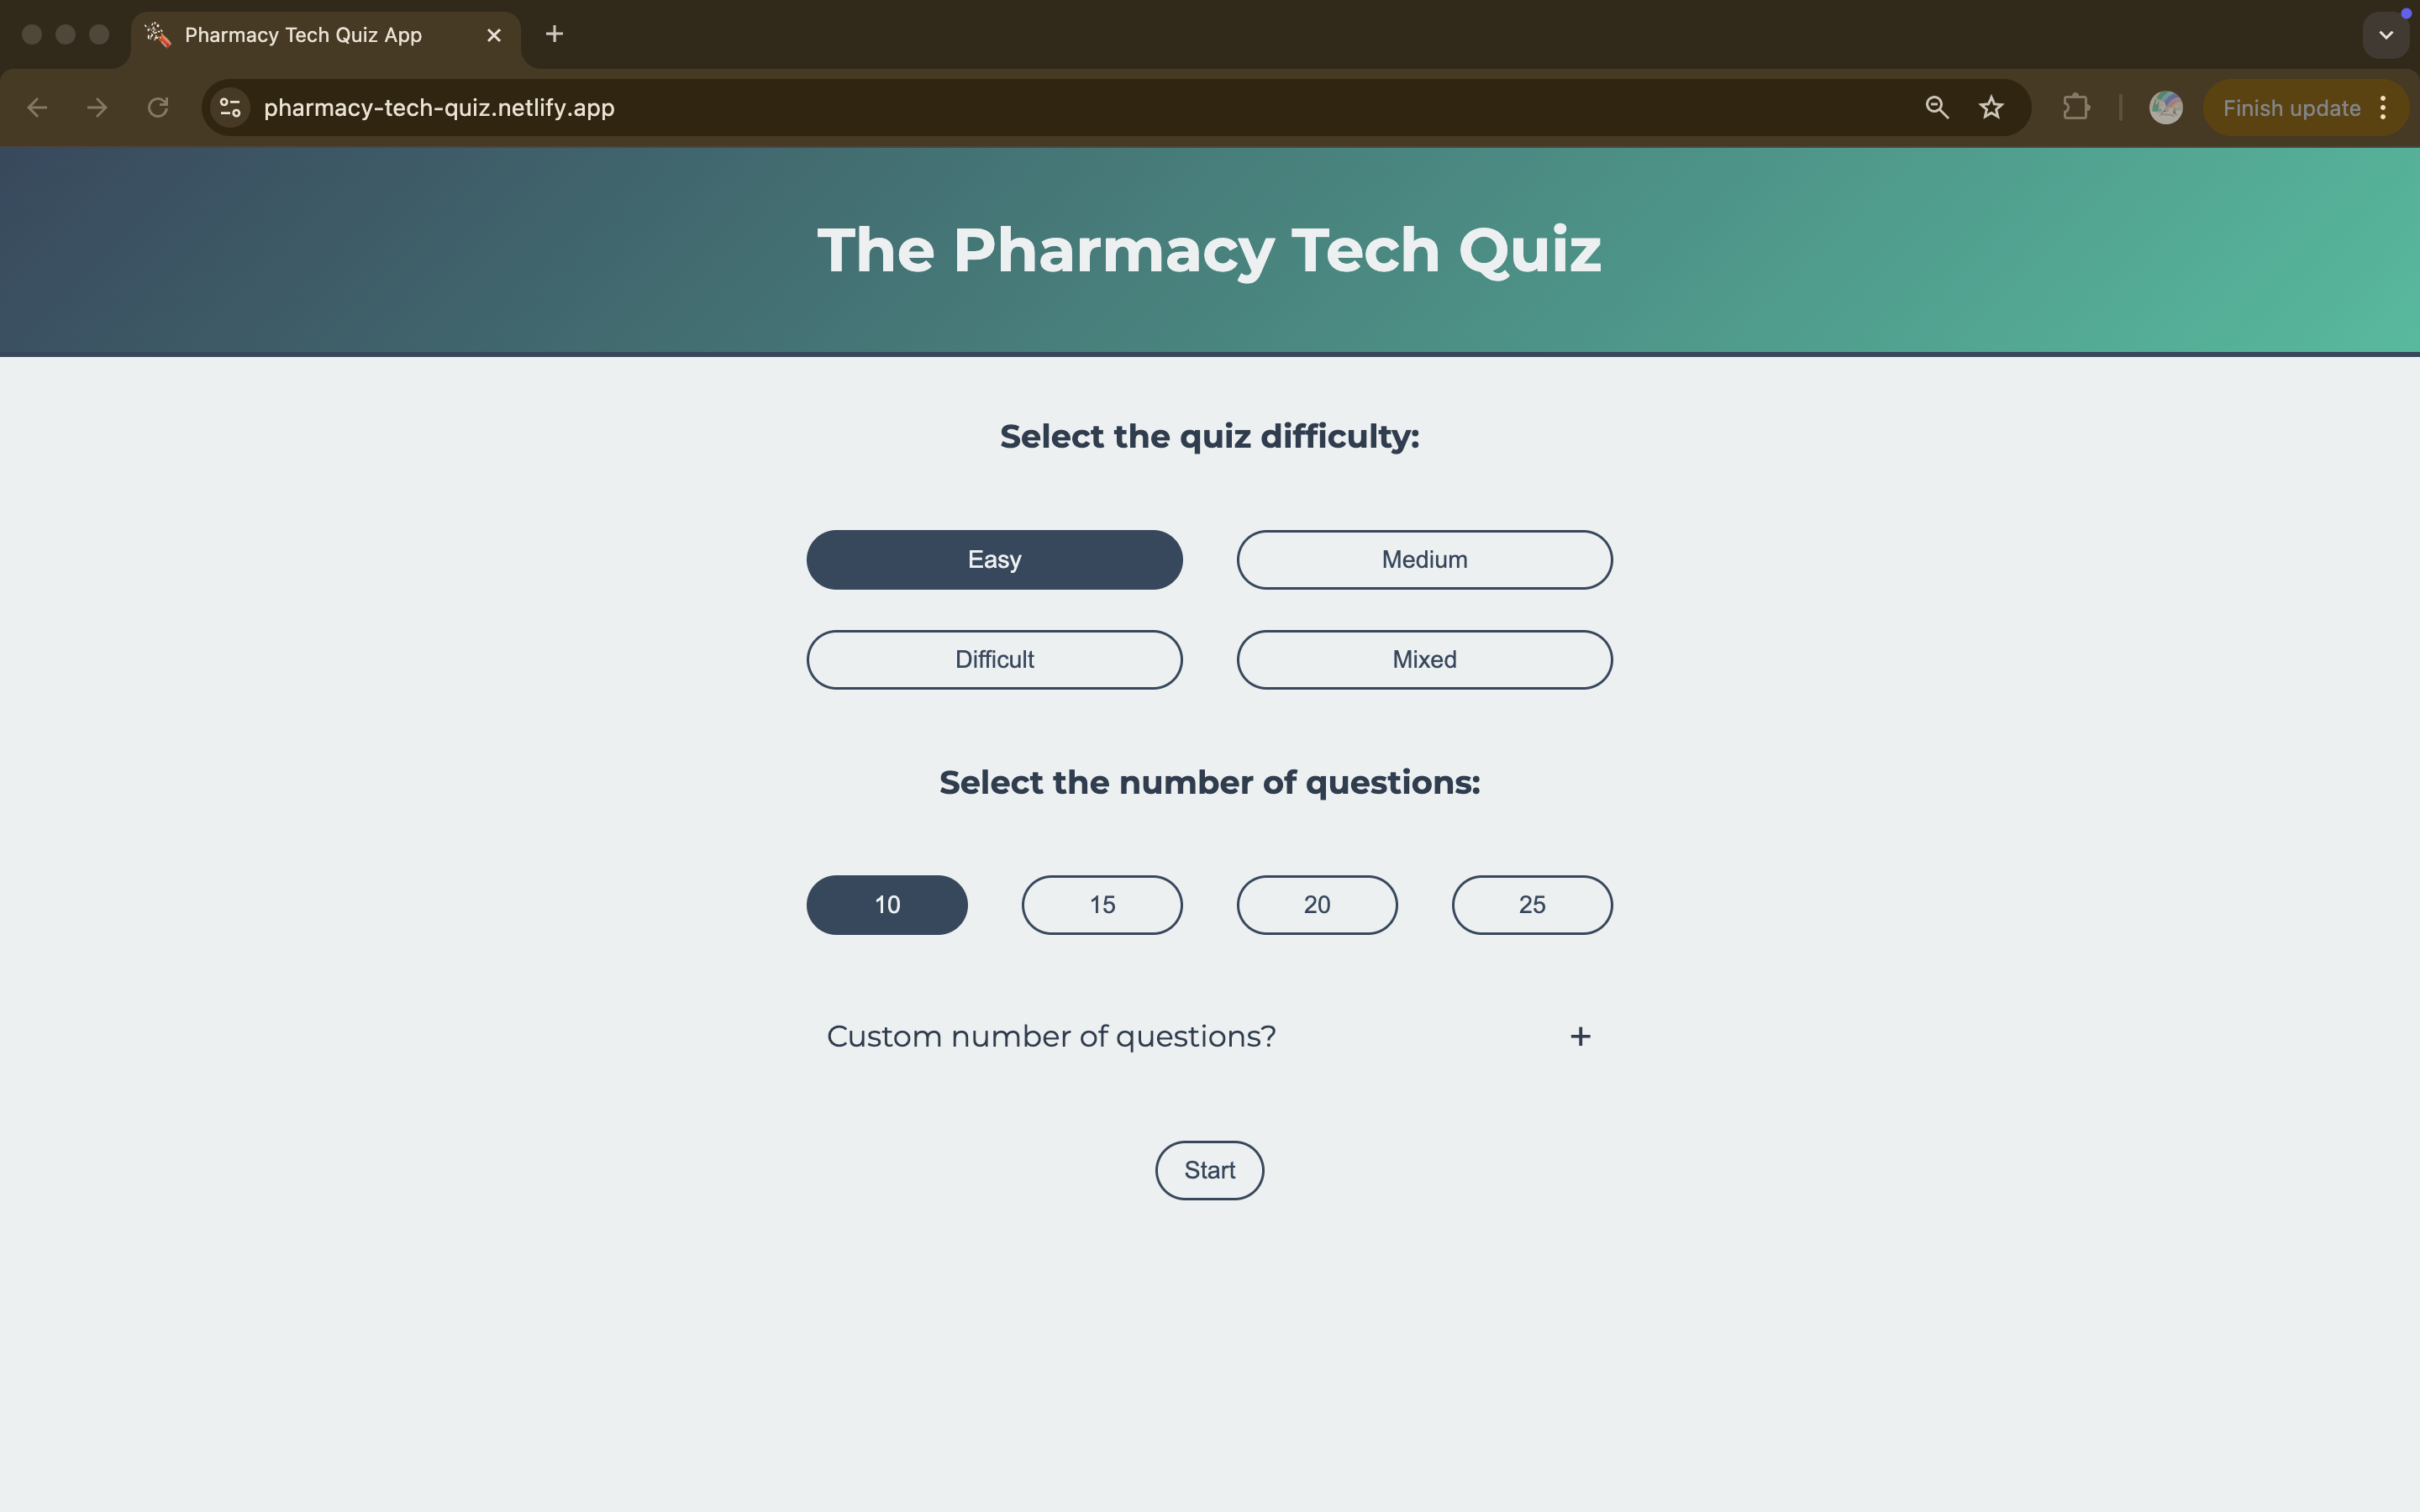 Pharmacy Tech Quiz App
pharmacy-tech-quiz.netlify.app
Finish update
The Pharmacy Tech Quiz
Select the quiz difficulty:
Easy
Medium
Difficult
Mixed
Select the number of questions:
10
15
20
25
Custom number of questions?
+
Start